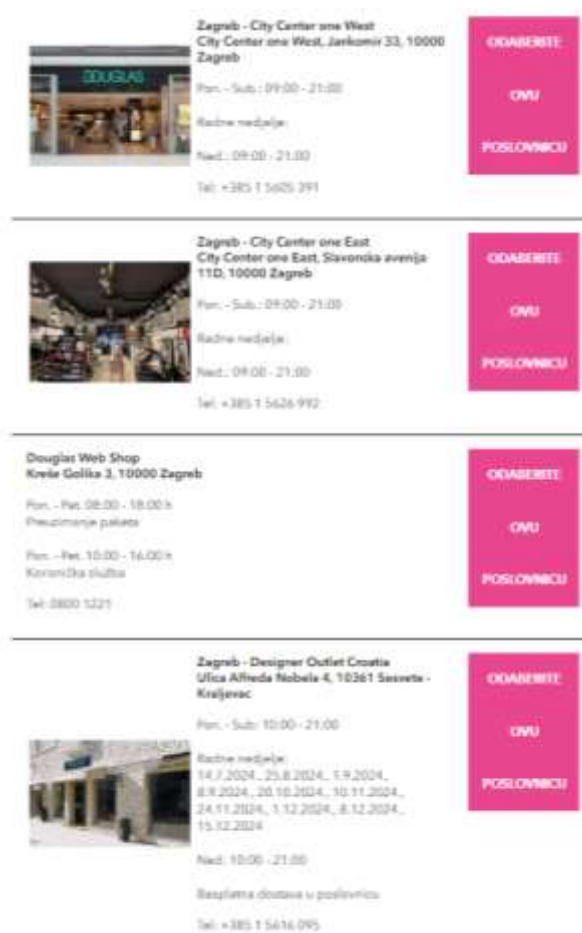 Zagreb - City Center one West
City Center one West, Jankomir 33, 10000
Zagreb
DOUGLAS
Pon. - Sub.: 09:00 - 21:00
Radne nedjelje:
Ned.: 09:00 - 21:00
Tel: +385 1 5605 391
ODABERITE
OVU
POSLOVNICU
Zagreb - City Center one East
City Center one East, Slavonska avenija
11D, 10000 Zagreb
Pon. - Sub.: 09:00 - 21:00
Radne nedjelje:
Ned.: 09:00 - 21:00
Tel: +385 1 5626 992
ODABERITE
OVU
POSLOVNICU
Douglas Web Shop
Kreše Golika 3, 10000 Zagreb
Pon. - Pet. 08:00 - 18:00 h
Preuzimanje paketa
Pon. - Pet. 10:00 - 16:00 h
Korisnička služba
Tel: 0800 1221
ODABERITE
OVU
POSLOVNICU
Zagreb - Designer Outlet Croatia
Ulica Alfreda Nobela 4, 10361 Sesvete -
Kraljevac
Pon. - Sub: 10:00 - 21:00
Radne nedjelje:
14.7.2024., 25.8.2024., 1.9.2024.,
8.9.2024., 20.10.2024., 10.11.2024.,
24.11.2024., 1.12.2024., 8.12.2024.,
15.12.2024
Ned: 10:00 - 21:00
Besplatna dostava u poslovnicu
Tel: +385 1 5616 095
ODABERITE
OVU
POSLOVNICU